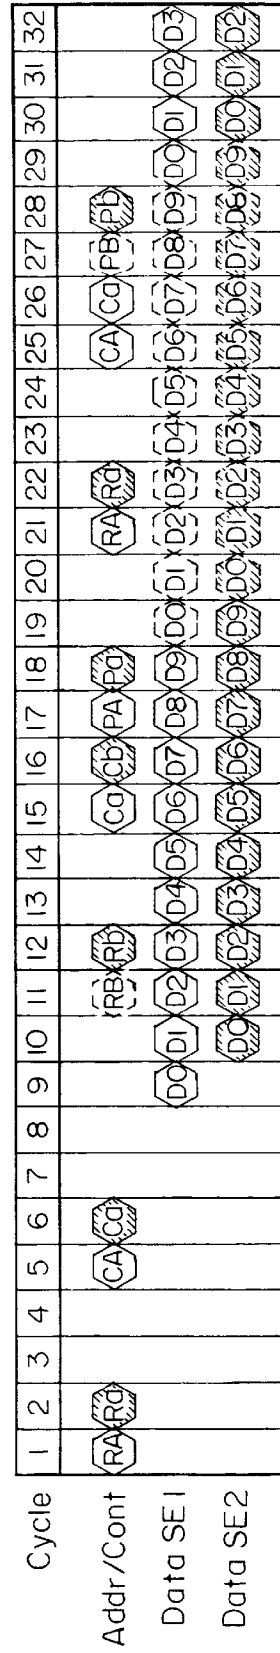 Cycle 1 2 3 4 5 6 7 8 9 10 11 12 13 14 15 16 17 18 19 20 21 22 23 24 25 26 27 28 29 30 31 32
Addr/Cont RA Ra CA Ca RB Rb Ca Cb PA Pa RA Ra CA Ca PB Pb
Data SE1 D0 D1 D2 D3 D4 D5 D6 D7 D8 D9 D0 D1 D2 D3 D4 D5 D6 D7 D8 D9 D0 D1 D2 D3
Data SE2 D0 D1 D2 D3 D4 D5 D6 D7 D8 D9 D0 D1 D2 D3 D4 D5 D6 D7 D8 D9 D0 D1 D2